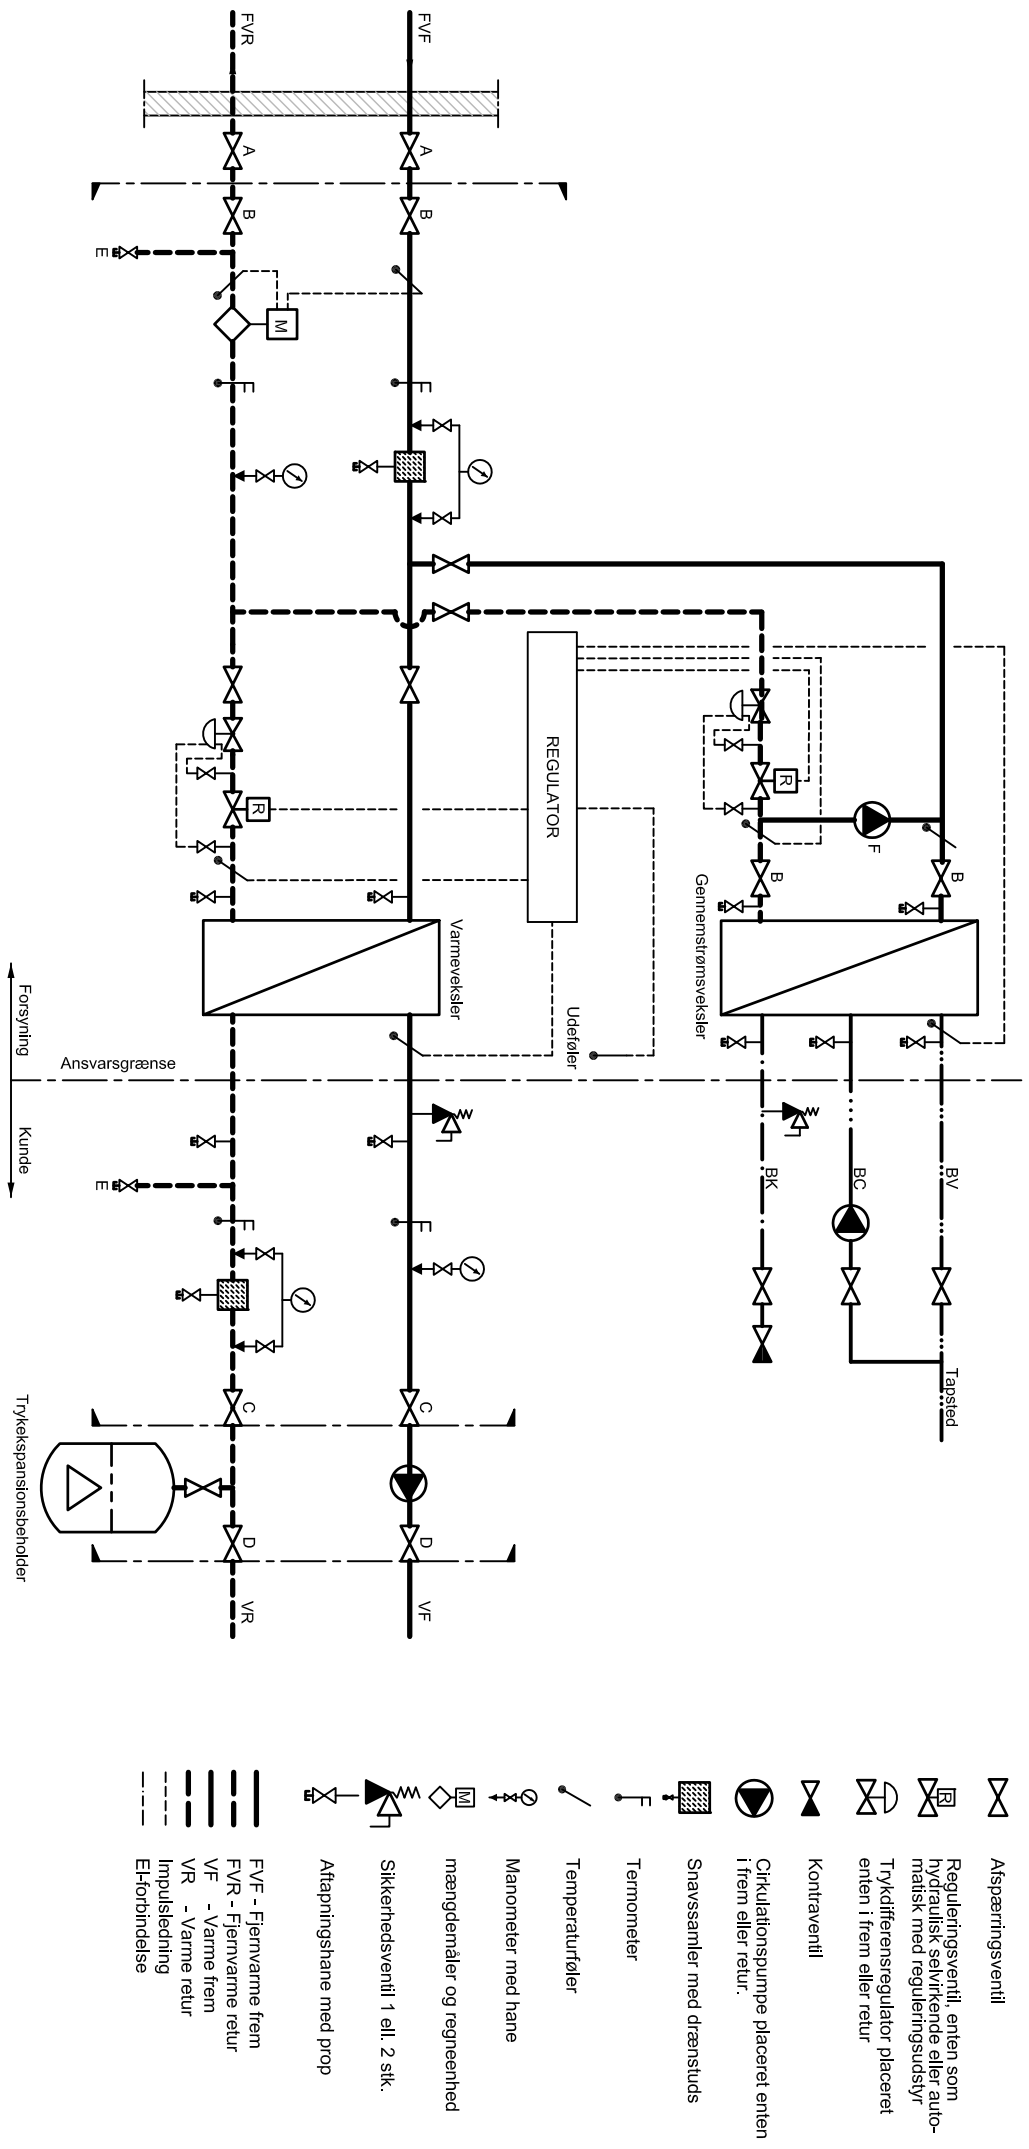 FVF
FVR
A
A
B
B
E
M
REGULATOR
R
R
F
B
B
Gennemstrømsveksler
Varmeveksler
Udeføler
Forsyning
Ansvarsgrænse
Kunde
BV
BC
BK
Tapsted
E
C
C
D
D
VF
VR
Trykekspansionsbeholder
Afspærringsventil
R
Reguleringsventil, enten som
hydraulisk selvirkende eller auto-
matisk med reguleringsudstyr
Trykdifferensregulator placeret
enten i frem eller retur
Kontraventil
Cirkulationspumpe placeret enten
i frem eller retur.
Snavssamler med drænstuds
Termometer
Temperaturføler
Manometer med hane
M
mængdemåler og regneenhed
Sikkerhedsventil 1 ell. 2 stk.
Aftapningshane med prop
FVF - Fjernvarme frem
FVR - Fjernvarme retur
VF - Varme frem
VR - Varme retur
Impulsledning
El-forbindelse